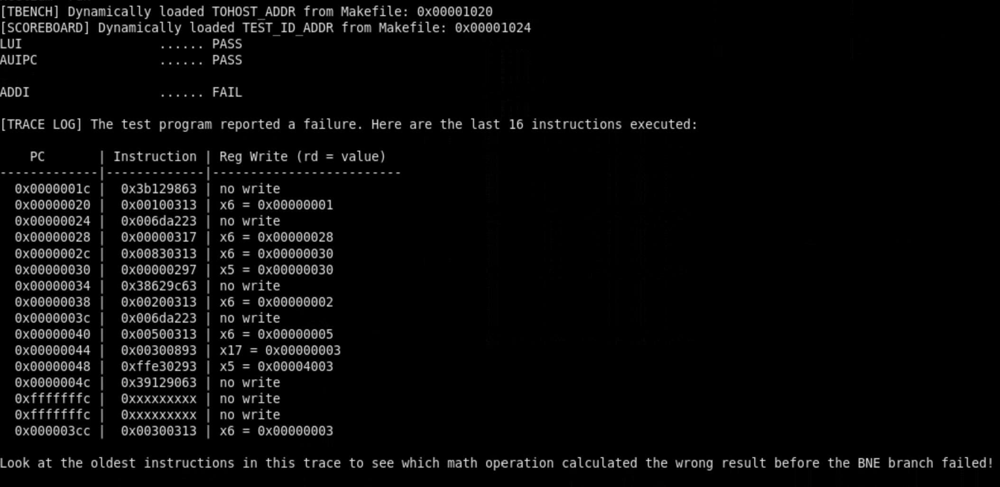 [TBENCH] Dynamically loaded TOHOST_ADDR from Makefile: 0x00001020
[SCOREBOARD] Dynamically loaded TEST_ID_ADDR from Makefile: 0x00001024
LUI                  ...... PASS
AUIPC                ...... PASS
ADDI                 ...... FAIL
[TRACE LOG] The test program reported a failure. Here are the last 16 instructions executed:
    PC       | Instruction | Reg Write (rd = value)
-------------|-------------|-------------------------
  0x0000001c |  0x3b129863 | no write
  0x00000020 |  0x00100313 | x6 = 0x00000001
  0x00000024 |  0x006da223 | no write
  0x00000028 |  0x00000317 | x6 = 0x00000028
  0x0000002c |  0x00830313 | x6 = 0x00000030
  0x00000030 |  0x00000297 | x5 = 0x00000030
  0x00000034 |  0x38629c63 | no write
  0x00000038 |  0x00200313 | x6 = 0x00000002
  0x0000003c |  0x006da223 | no write
  0x00000040 |  0x00500313 | x6 = 0x00000005
  0x00000044 |  0x00300893 | x17 = 0x00000003
  0x00000048 |  0xffe30293 | x5 = 0x00004003
  0x0000004c |  0x39129063 | no write
  0xfffffffc |  0xxxxxxxxx | no write
  0xfffffffc |  0xxxxxxxxx | no write
  0x000003cc |  0x00300313 | x6 = 0x00000003
Look at the oldest instructions in this trace to see which math operation calculated the wrong result before the BNE branch failed!